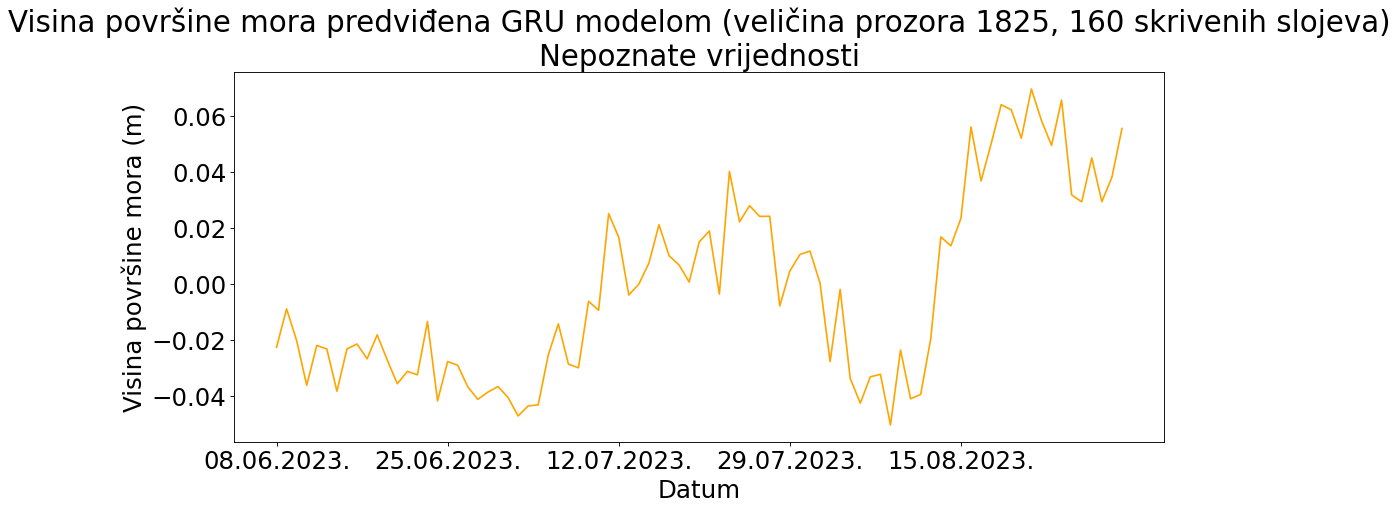 Visina površine mora predviđena GRU modelom (veličina prozora 1825, 160 skrivenih slojeva)
Nepoznate vrijednosti
Visina površine mora (m)
0.06
0.04
0.02
0.00
−0.02
−0.04
08.06.2023. 25.06.2023. 12.07.2023. 29.07.2023. 15.08.2023.
Datum